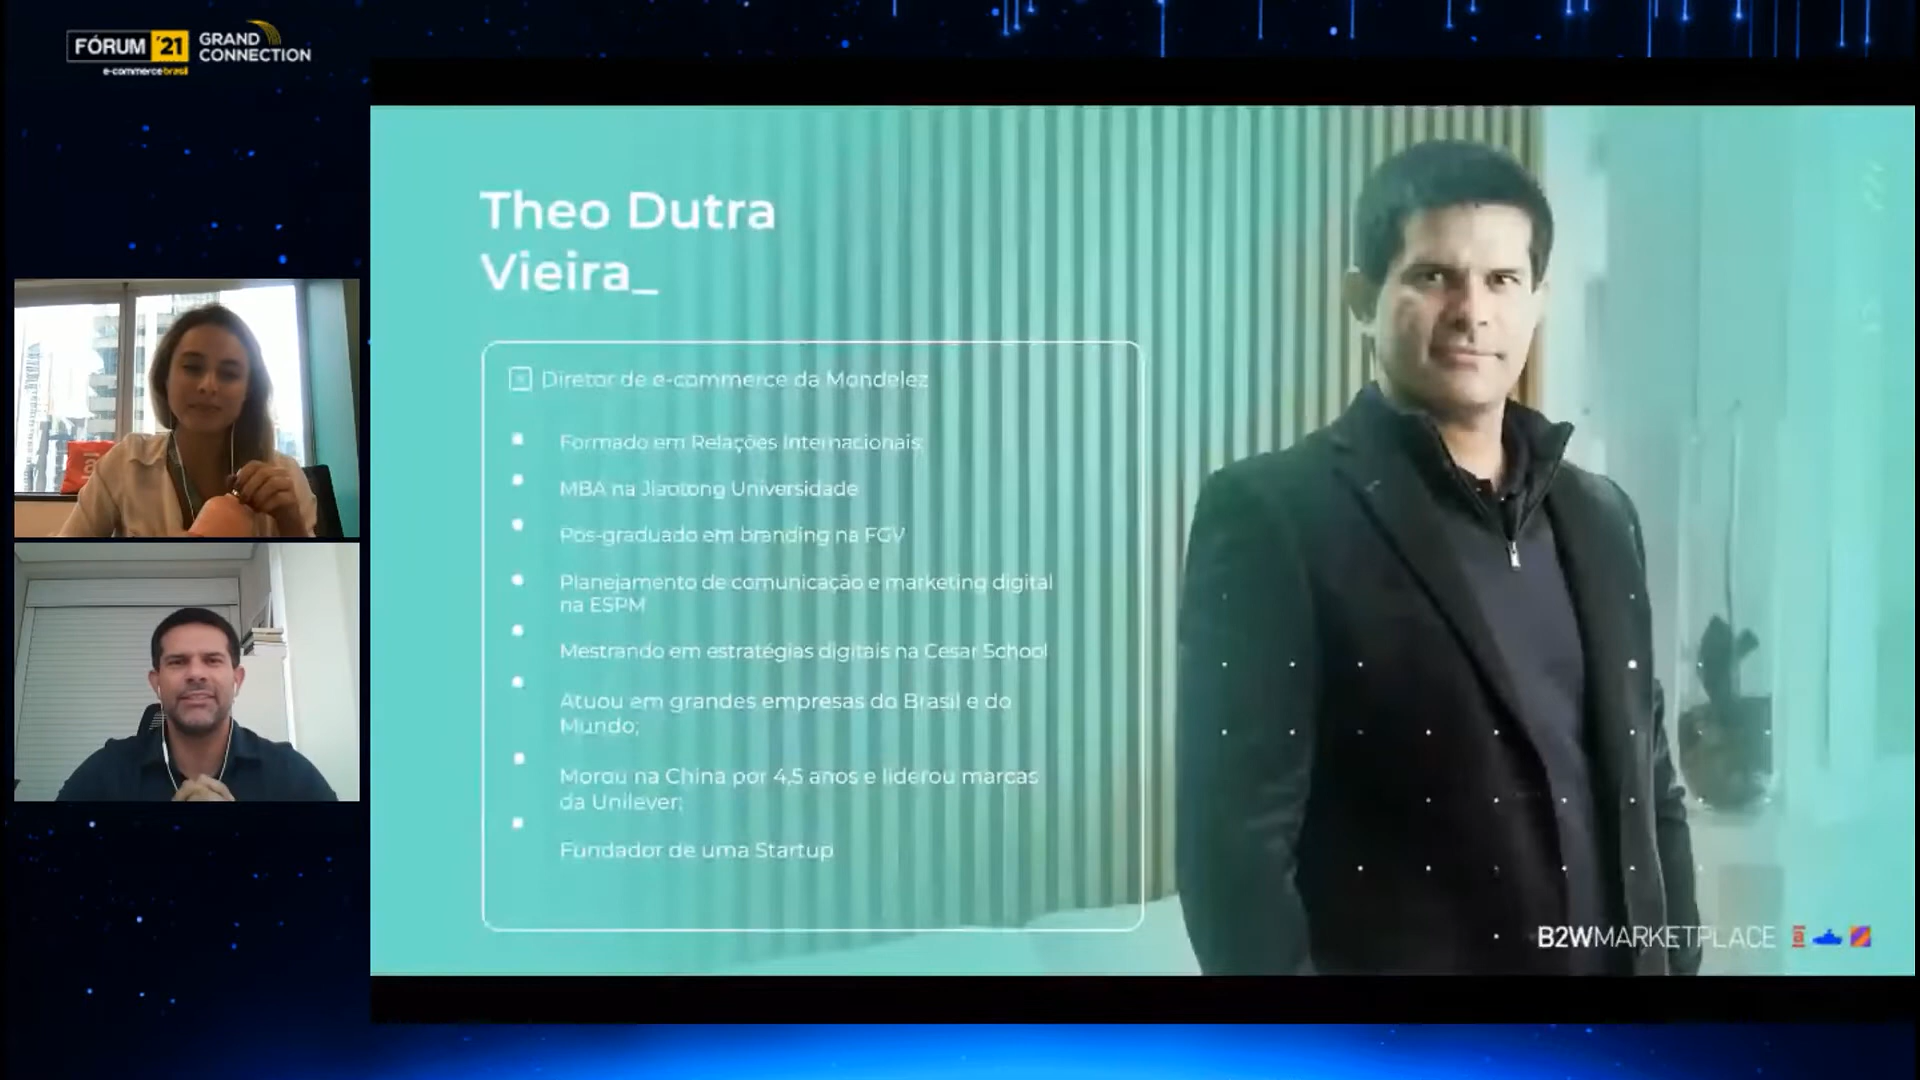 FÓRUM '21 GRAND CONNECTION
e-commercebrasil
Theo Dutra
Vieira_
Diretor de e-commerce da Mondelez
Formado em Relações Internacionais;
MBA na Jiaotong Universidade
Pós-graduado em branding na FGV
Planejamento de comunicação e marketing digital
na ESPM
Mestrando em estratégias digitais na Cesar School
Atuou em grandes empresas do Brasil e do
Mundo;
Morou na China por 4,5 anos e liderou marcas
da Unilever;
Fundador de uma Startup
B2WMARKETPLACE